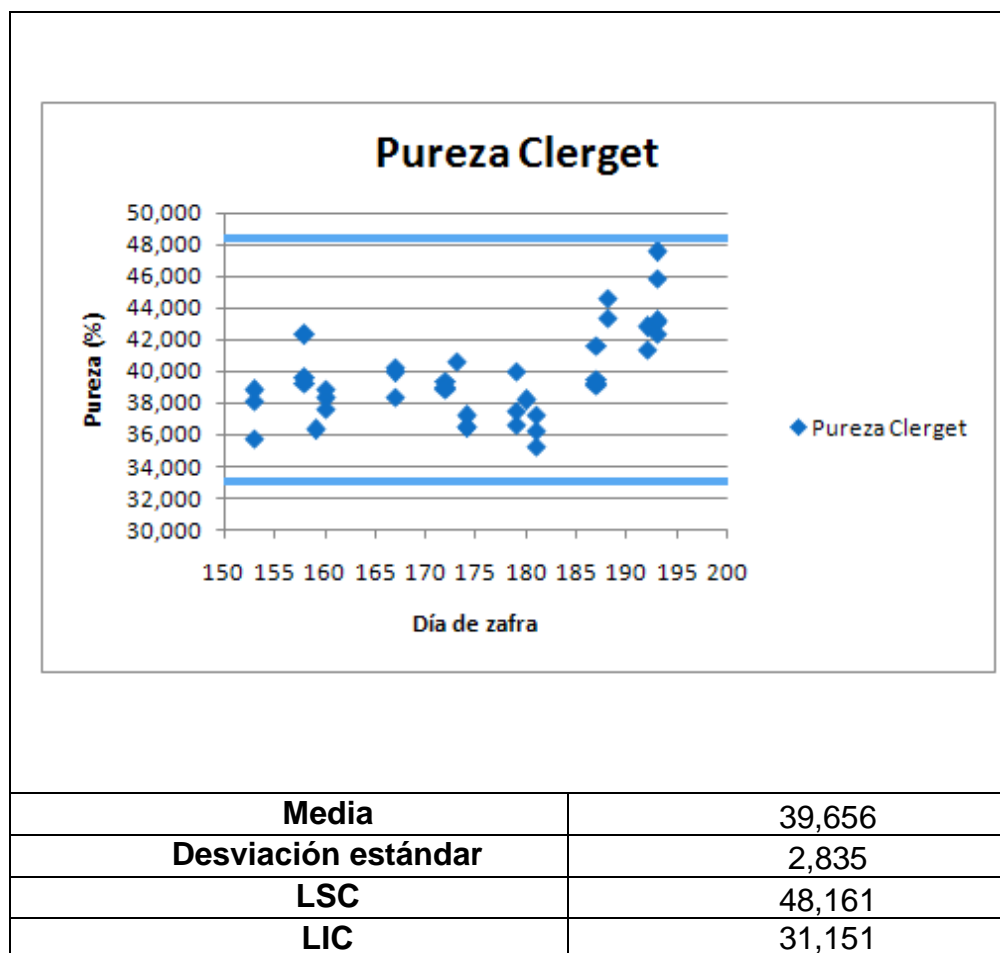 Pureza Clerget
50,000
48,000
46,000
44,000
42,000
40,000
38,000
36,000
34,000
32,000
30,000
Pureza (%)
150 155 160 165 170 175 180 185 190 195 200
Día de zafra
Pureza Clerget
Media 39,656
Desviación estándar 2,835
LSC 48,161
LIC 31,151